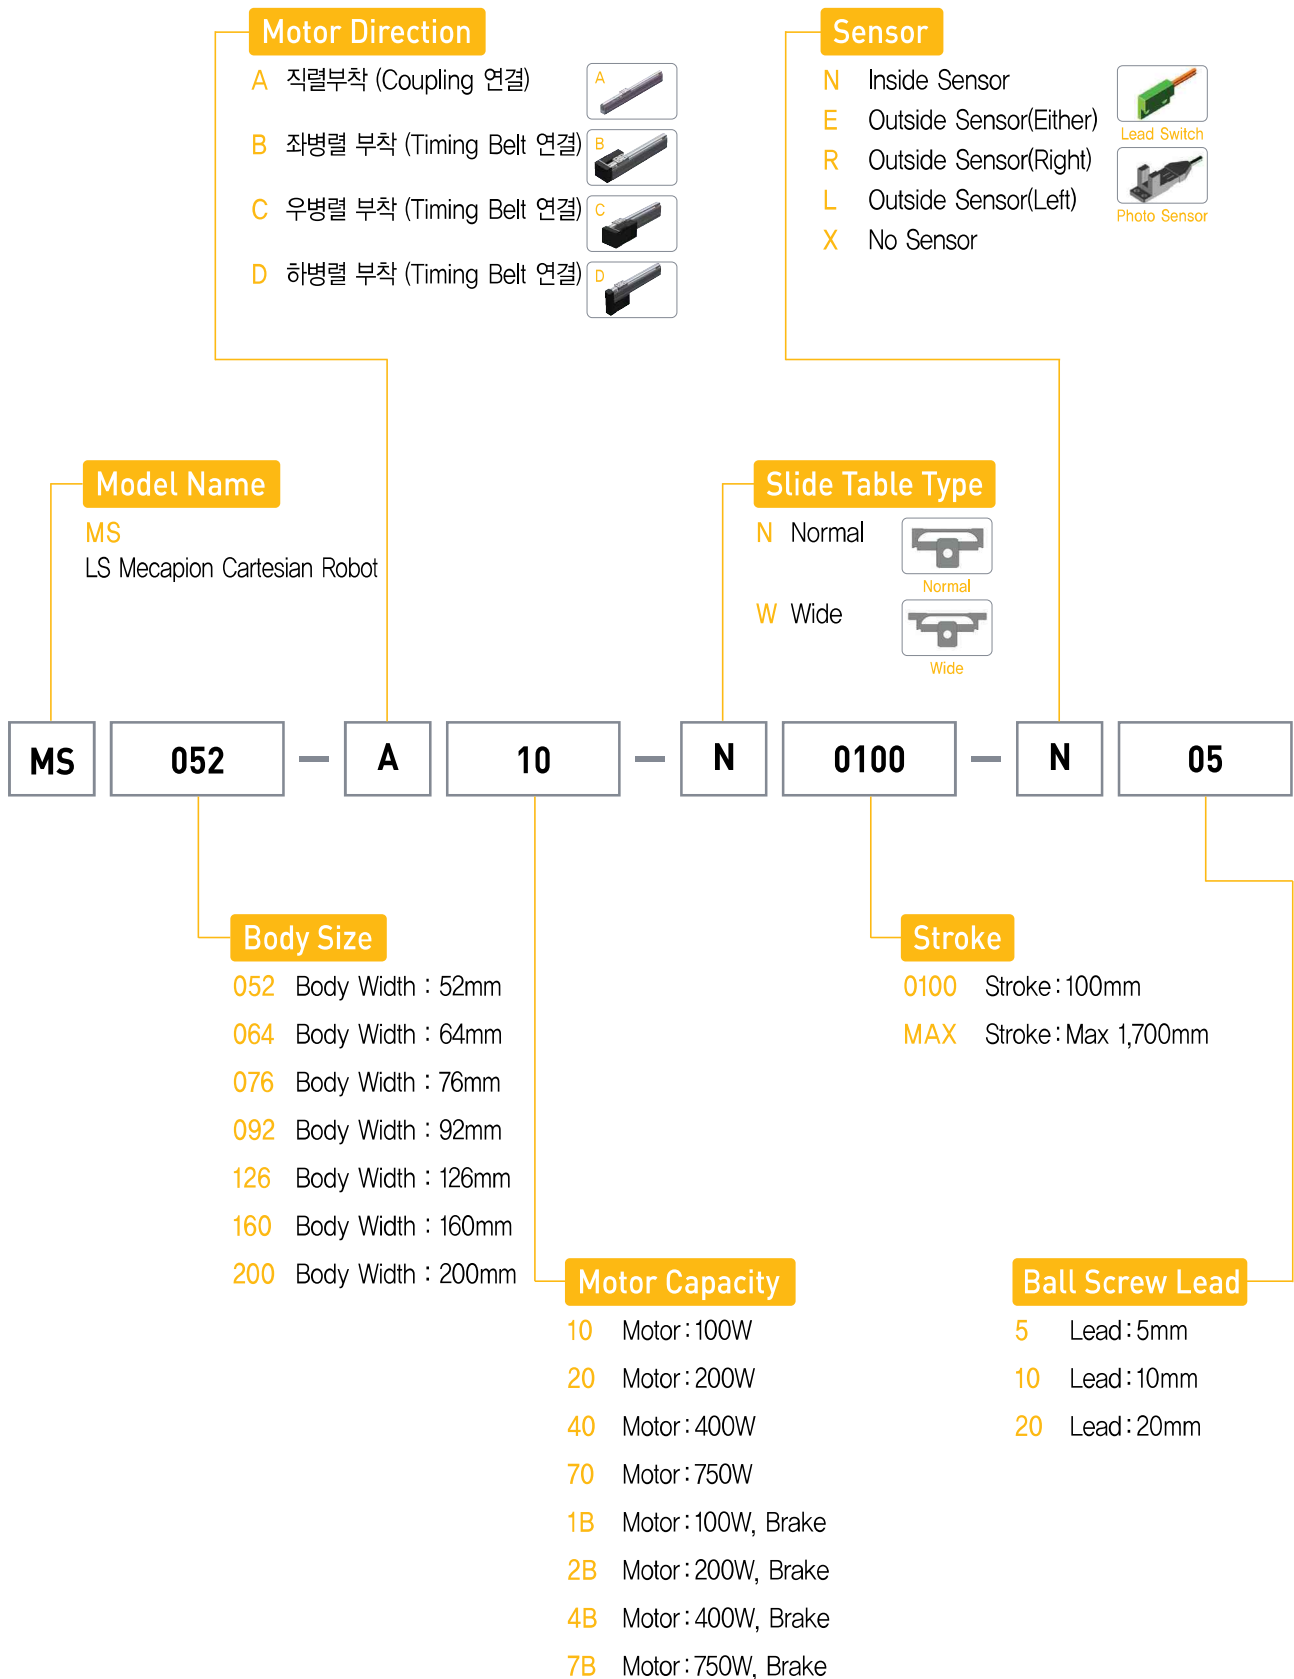 Motor Direction
A 직렬부착 (Coupling 연결)
A
B 좌병렬 부착 (Timing Belt 연결)
B
C 우병렬 부착 (Timing Belt 연결)
C
D 하병렬 부착 (Timing Belt 연결)
D
Sensor
N Inside Sensor
E Outside Sensor(Either)
R Outside Sensor(Right)
L Outside Sensor(Left)
X No Sensor
Lead Switch
Photo Sensor
Model Name
MS
LS Mecapion Cartesian Robot
Slide Table Type
N Normal
Normal
W Wide
Wide
MS 052 - A 10 - N 0100 - N 05
Body Size
052 Body Width : 52mm
064 Body Width : 64mm
076 Body Width : 76mm
092 Body Width : 92mm
126 Body Width : 126mm
160 Body Width : 160mm
200 Body Width : 200mm
Stroke
0100 Stroke : 100mm
MAX Stroke : Max 1,700mm
Motor Capacity
10 Motor : 100W
20 Motor : 200W
40 Motor : 400W
70 Motor : 750W
1B Motor : 100W, Brake
2B Motor : 200W, Brake
4B Motor : 400W, Brake
7B Motor : 750W, Brake
Ball Screw Lead
5 Lead : 5mm
10 Lead : 10mm
20 Lead : 20mm